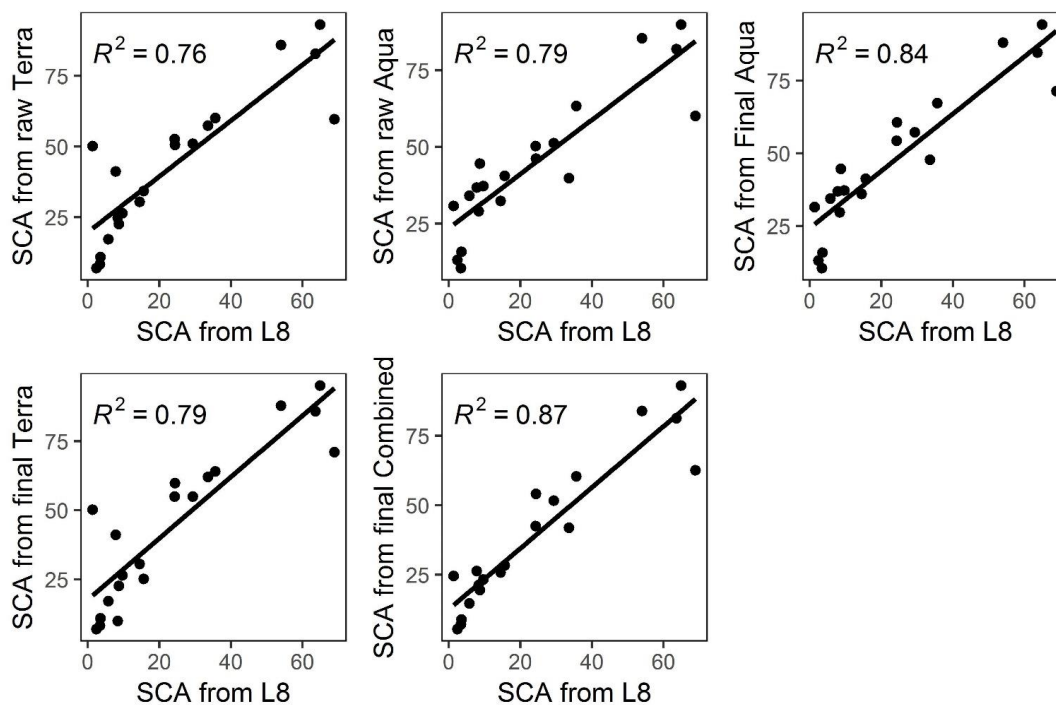 SCA from raw Terra
R² = 0.76
75
50
25
0 20 40 60
SCA from L8
SCA from raw Aqua
R² = 0.79
75
50
25
0 20 40 60
SCA from L8
SCA from Final Aqua
R² = 0.84
75
50
25
0 20 40 60
SCA from L8
SCA from final Terra
R² = 0.79
75
50
25
0 20 40 60
SCA from L8
SCA from final Combined
R² = 0.87
75
50
25
0 20 40 60
SCA from L8